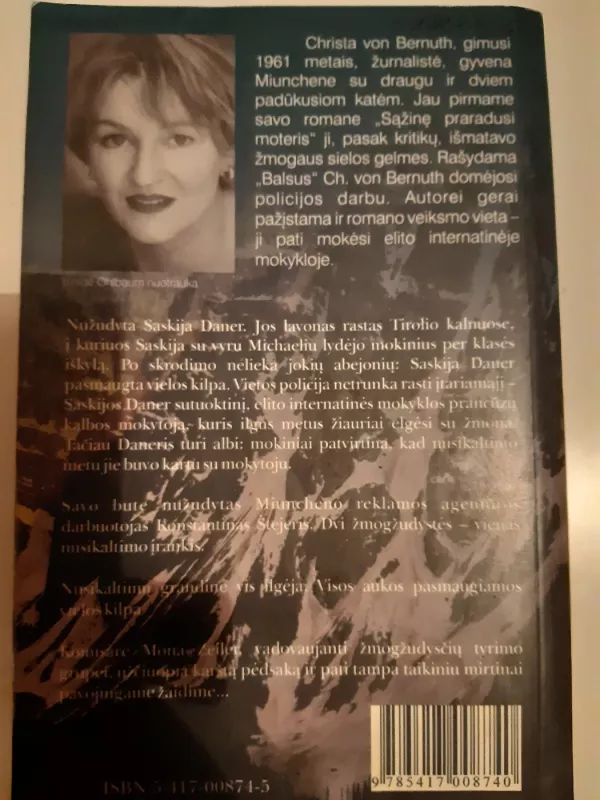 Christa von Bernuth, gimusi
1961 metais, žurnalistė, gyvena
Miunchene su draugu ir dviem
padūkusiom katėm. Jau pirmame
savo romane „Sąžinę praradusi
moteris“ ji, pasak kritikų, išmatavo
žmogaus sielos gelmes. Rašydama
„Balsus“ Ch. von Bernuth domėjosi
policijos darbu. Autorei gerai
pažįstama ir romano veiksmo vieta –
ji pati mokėsi elito internatinėje
mokykloje.
Ohlbaum nuotrauka
Nužudyta Saskija Daner. Jos lavonas rastas Tirolio kalnuose,
į kuriuos Saskija su vyru Michaeliu lydėjo mokinius per klasės
iškylą. Po skrodimo nelieka jokių abejonių: Saskija Daner
pasmaugta vielos kilpa. Vietos policija netrunka rasti įtariamąjį –
Saskijos Daner sutuoktinį, elito internatinės mokyklos prancūzų
kalbos mokytoją, kuris ilgus metus žiauriai elgėsi su žmona.
Tačiau Daneris turi alibi: mokiniai patvirtina, kad nusikaltimo
metu jie buvo kartu su mokytoju.
Savo bute nužudytas Miuncheno reklamos agentūros
darbuotojas Konstantinas Štejeris. Dvi žmogžudystės – vienas
nusikaltimo įrankis.
Nusikaltimų grandinė vis ilgėja. Visos aukos pasmaugiamos
vielos kilpa.
Komisarė Mona Zeiler, vadovaujanti žmogžudysčių tyrimo
grupei, užčiuopia karštą pėdsaką ir pati tampa taikiniu mirtinai
pavojingame žaidime...
ISBN 5-417-00874-5
9 785417 008740